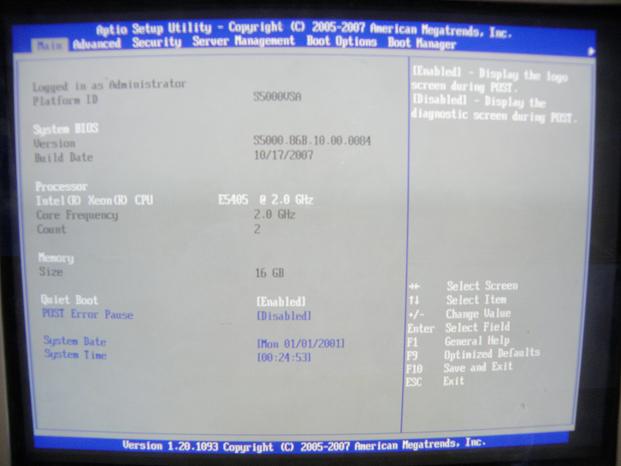 Aptio Setup Utility - Copyright (C) 2005-2007 American Megatrends, Inc.
Main Advanced Security Server Management Boot Options Boot Manager
Logged in as Administrator
Platform ID S5000VSA
System BIOS
Version S5000.86B.10.00.0084
Build Date 10/17/2007
Processor
Intel(R) Xeon(R) CPU E5405 @ 2.0 GHz
Core Frequency 2.0 GHz
Count 2
Memory
Size 16 GB
Quiet Boot [Enabled]
POST Error Pause [Disabled]
System Date [Mon 01/01/2001]
System Time [00:24:53]
[Enabled] - Display the logo
screen during POST.
[Disabled] - Display the
diagnostic screen during POST.
→← Select Screen
↑↓ Select Item
+/- Change Value
Enter Select Field
F1 General Help
F9 Optimized Defaults
F10 Save and Exit
ESC Exit
Version 1.20.1093 Copyright (C) 2005-2007 American Megatrends, Inc.